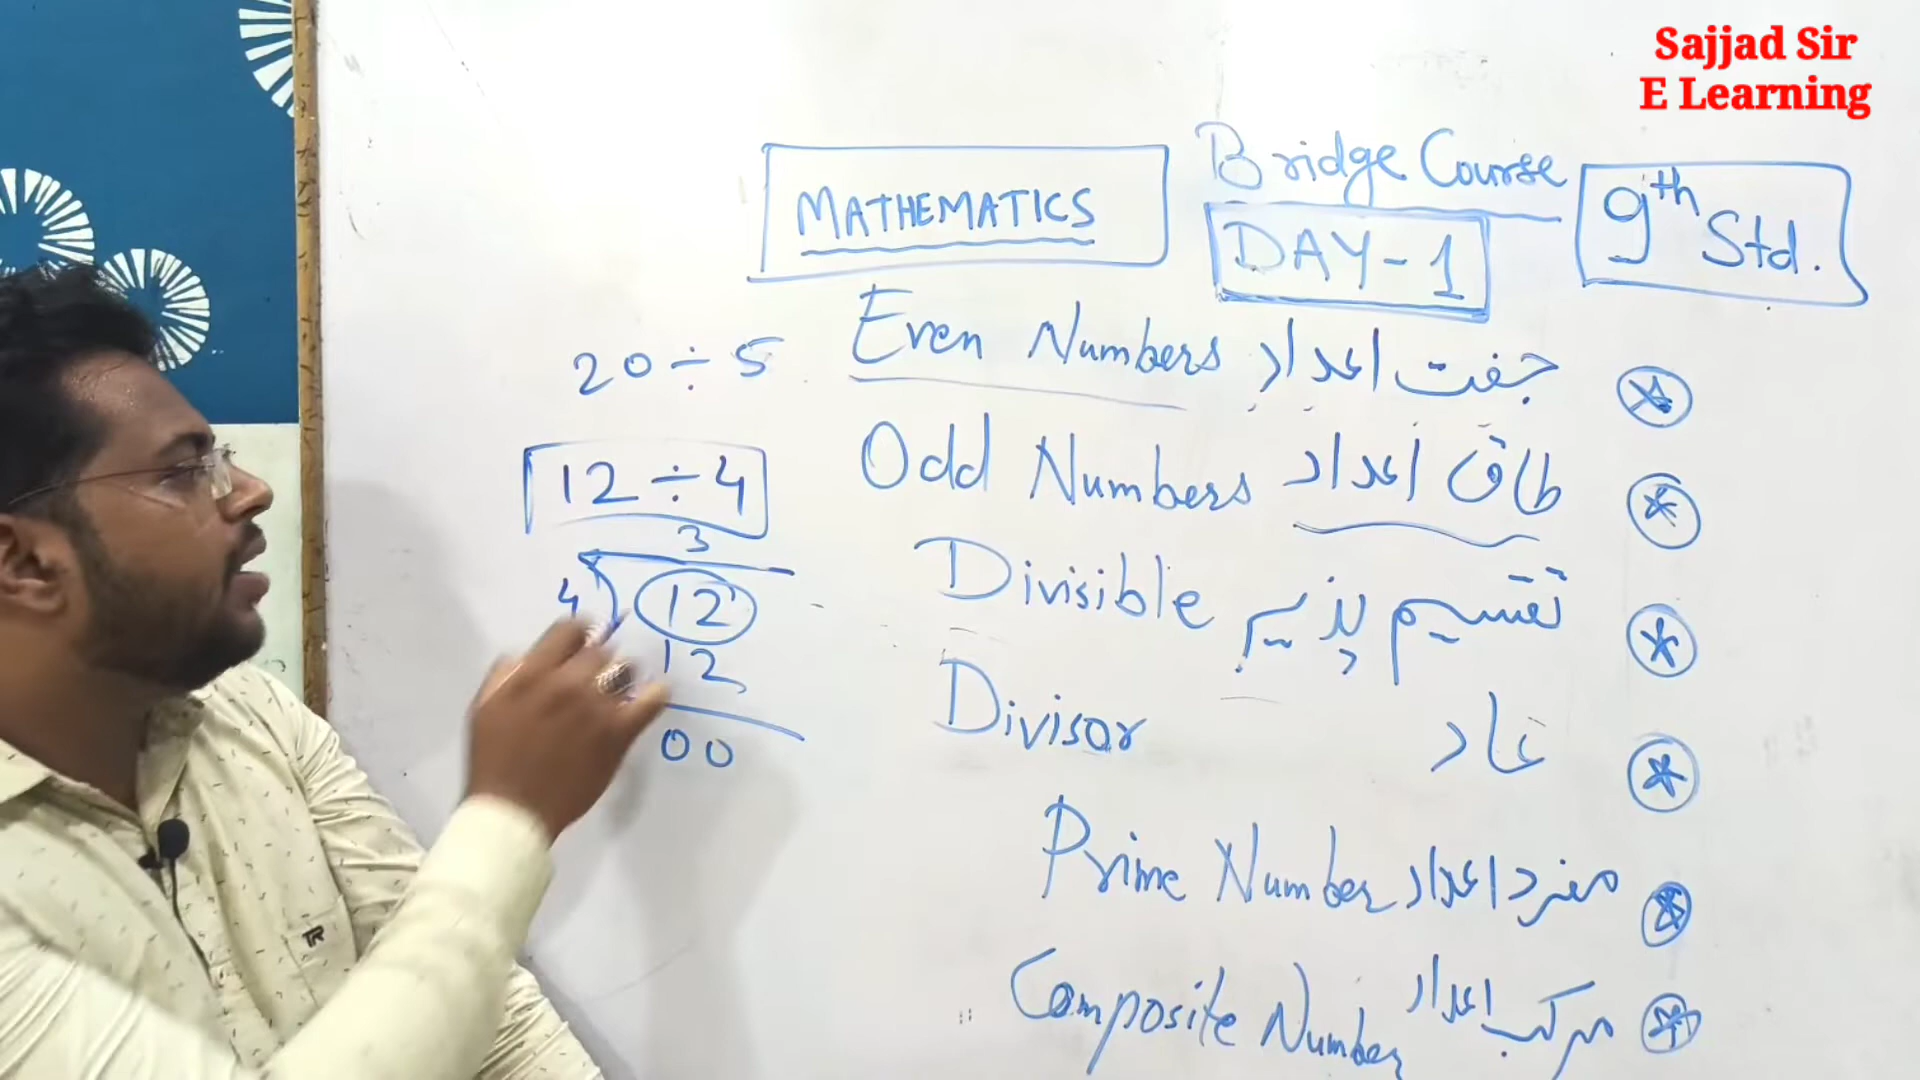 Sajjad Sir
E Learning
MATHEMATICS
Bridge Course
DAY - 1
9th Std.
Even Numbers جفت اعداد
Odd Numbers طاق اعداد
Divisible تقسیم پذیر
Divisor عاد
Prime Number مفرد اعداد
Composite Number مرکب اعداد
20 ÷ 5
12 ÷ 4
3
4 12
12
00
TR